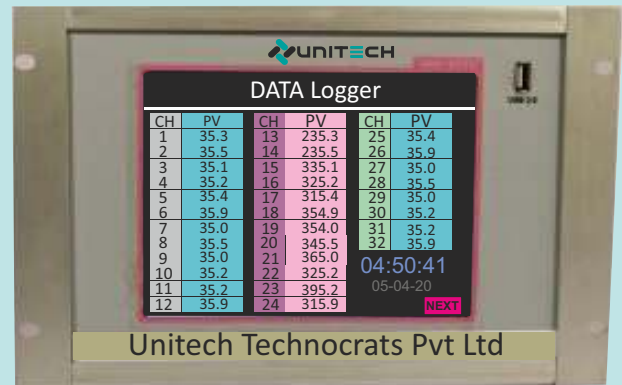 UNITECH
DATA Logger
CH PV CH PV CH PV
1 35.3 13 235.3 25 35.4
2 35.5 14 235.5 26 35.9
3 35.1 15 335.1 27 35.0
4 35.2 16 325.2 28 35.5
5 35.4 17 315.4 29 35.0
6 35.9 18 354.9 30 35.2
7 35.0 19 354.0 31 35.2
8 35.5 20 345.5 32 35.9
9 35.0 21 365.0
10 35.2 22 325.2
11 35.2 23 395.2
12 35.9 24 315.9
04:50:41
05-04-20
NEXT
Unitech Technocrats Pvt Ltd